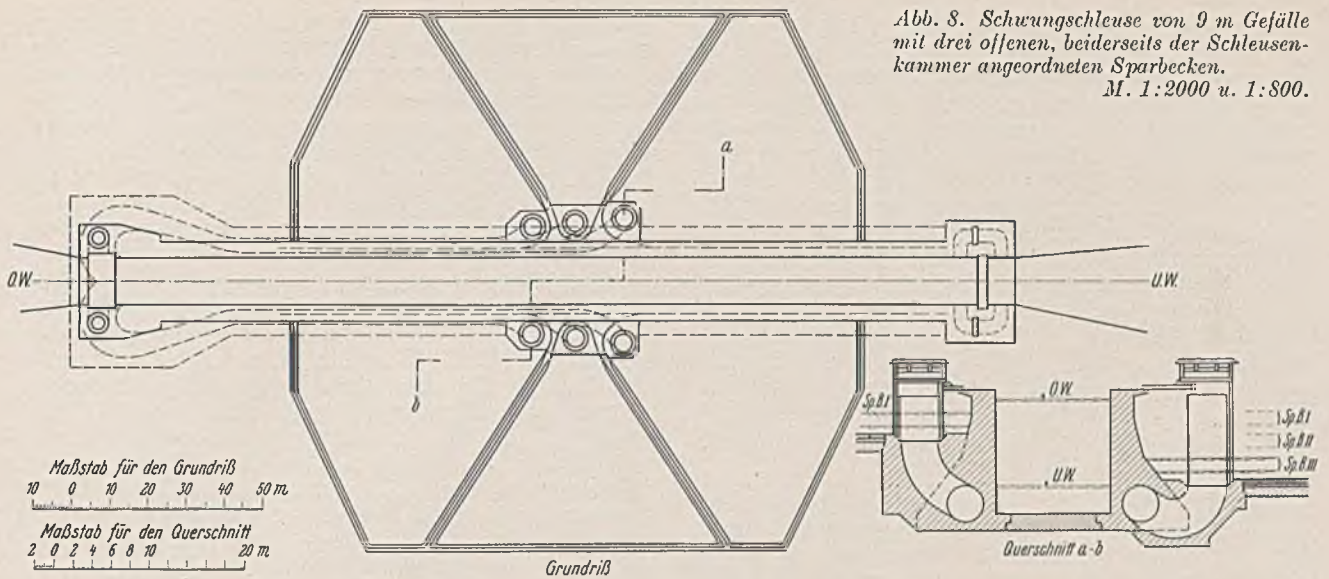 Abb. 8. Schwungschleuse von 9 m Gefälle
mit drei offenen, beiderseits der Schleusen-
kammer angeordneten Sparbecken.
M. 1:2000 u. 1:800.
a
O.W.
U.W.
b
Sp.B.I
O.W.
U.W.
Sp.B.I
Sp.B.II
Sp.B.III
Querschnitt a-b
Maßstab für den Grundriß
10 0 10 20 30 40 50 m
Maßstab für den Querschnitt
2 0 2 4 6 8 10 20 m
Grundriß